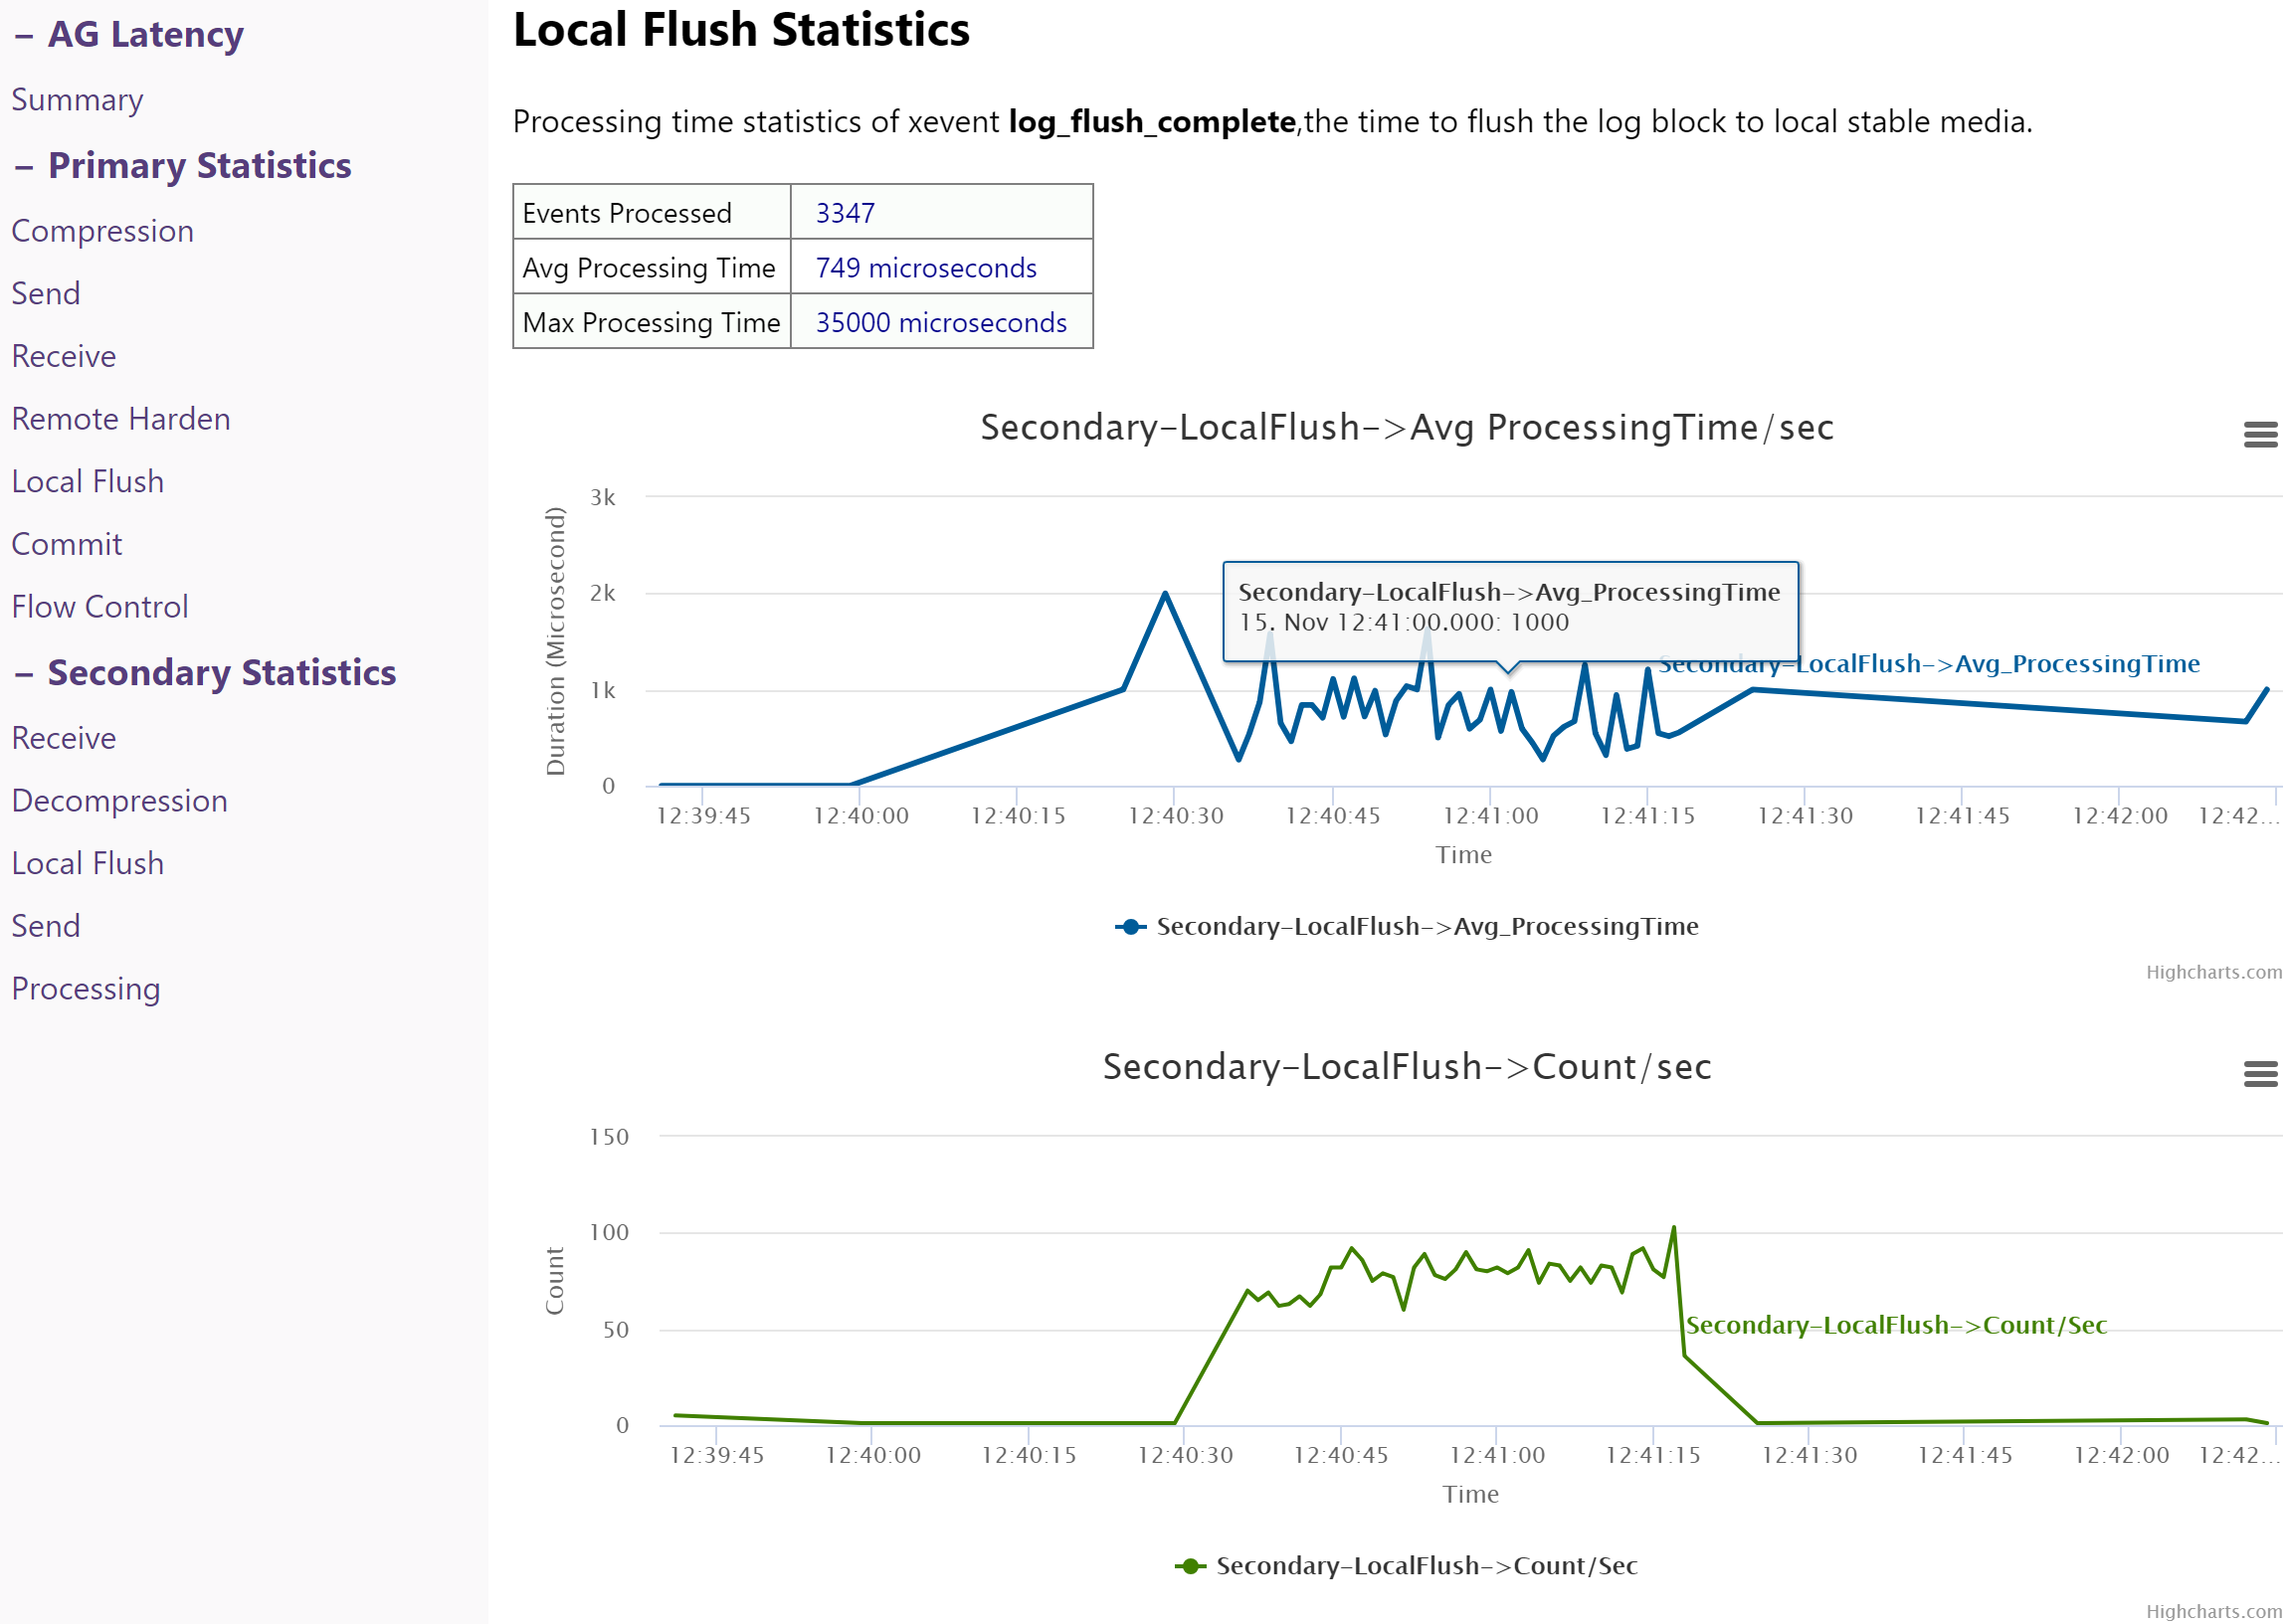 − AG Latency
Summary
− Primary Statistics
Compression
Send
Receive
Remote Harden
Local Flush
Commit
Flow Control
− Secondary Statistics
Receive
Decompression
Local Flush
Send
Processing
Local Flush Statistics
Processing time statistics of xevent log_flush_complete,the time to flush the log block to local stable media.
Events Processed 3347
Avg Processing Time 749 microseconds
Max Processing Time 35000 microseconds
Secondary-LocalFlush->Avg ProcessingTime/sec
Duration (Microsecond)
3k
2k
1k
0
Secondary-LocalFlush->Avg_ProcessingTime
15. Nov 12:41:00.000: 1000
Secondary-LocalFlush->Avg_ProcessingTime
12:39:45 12:40:00 12:40:15 12:40:30 12:40:45 12:41:00 12:41:15 12:41:30 12:41:45 12:42:00 12:42...
Time
Secondary-LocalFlush->Avg_ProcessingTime
Highcharts.com
Secondary-LocalFlush->Count/sec
Count
150
100
50
0
Secondary-LocalFlush->Count/Sec
12:39:45 12:40:00 12:40:15 12:40:30 12:40:45 12:41:00 12:41:15 12:41:30 12:41:45 12:42:00 12:42...
Time
Secondary-LocalFlush->Count/Sec
Highcharts.com